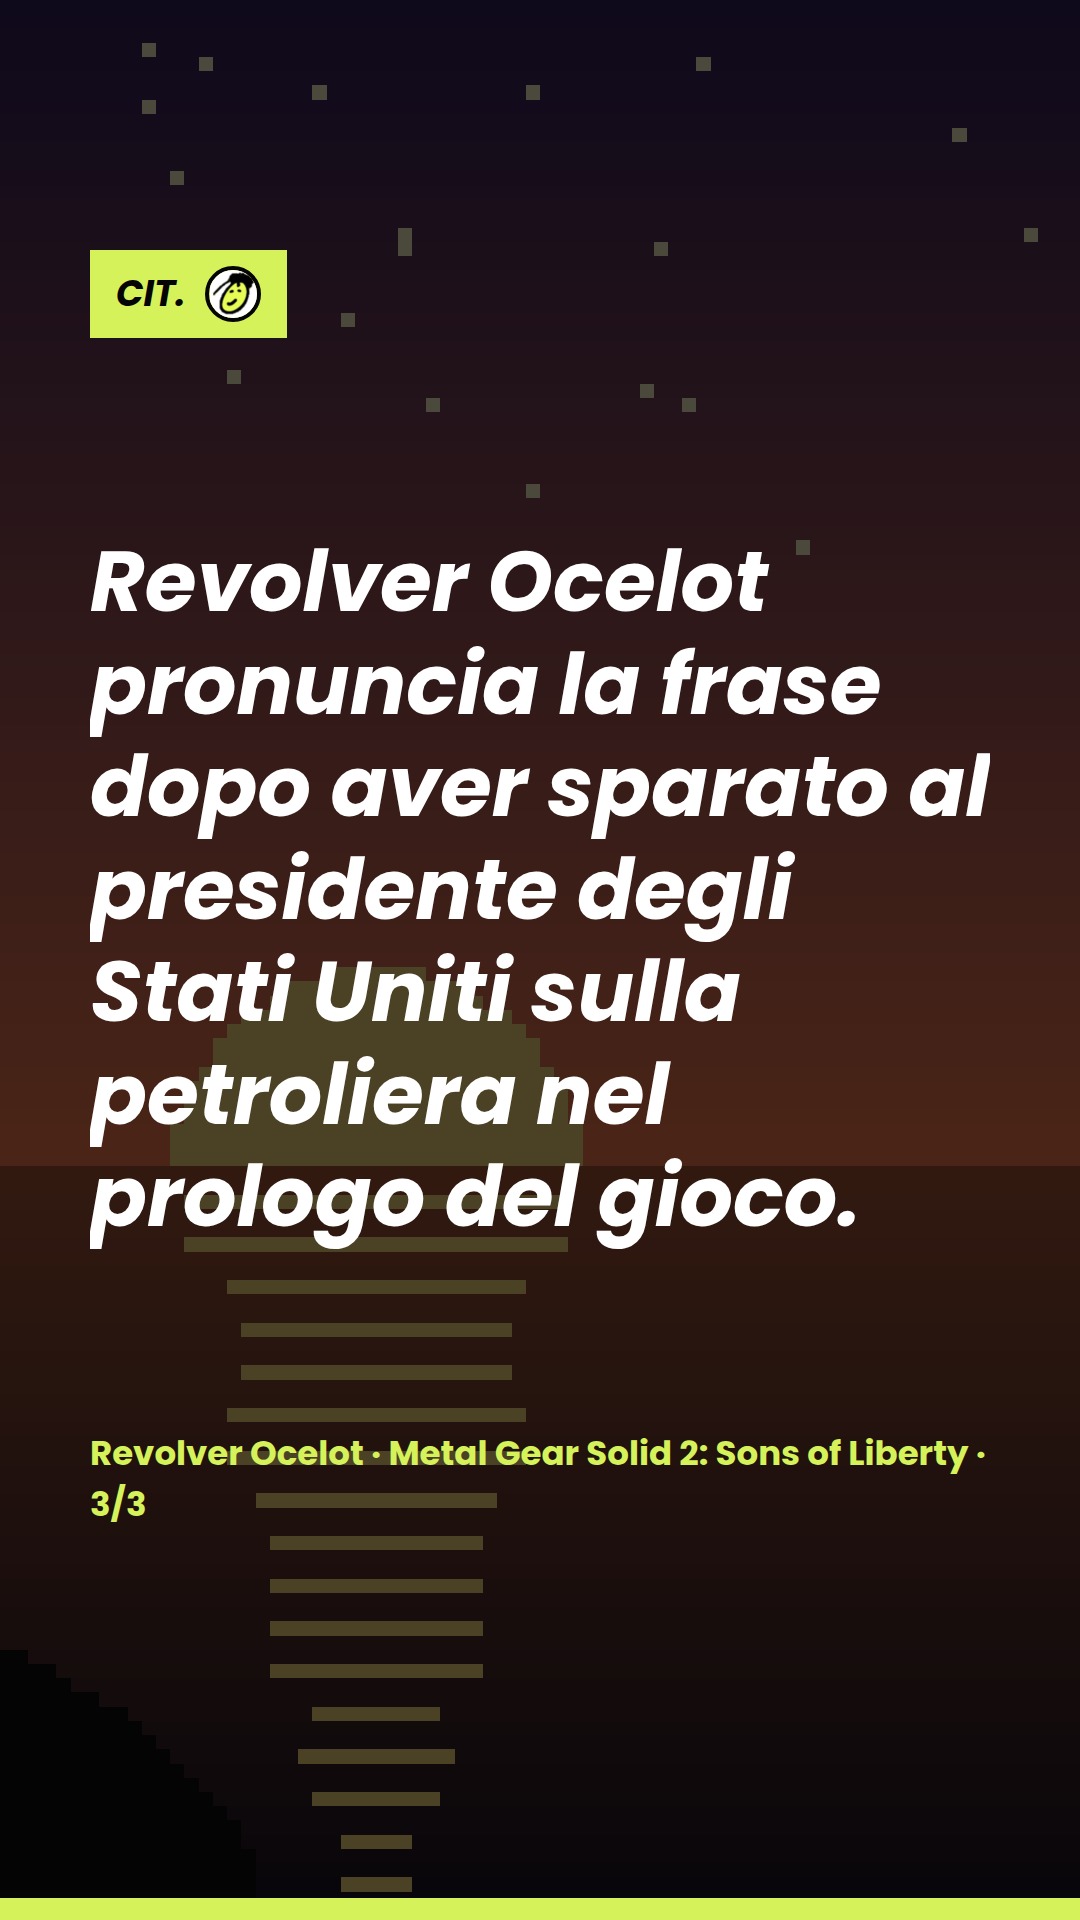 CIT.
Revolver Ocelot
pronuncia la frase
dopo aver sparato al
presidente degli
Stati Uniti sulla
petroliera nel
prologo del gioco.
Revolver Ocelot · Metal Gear Solid 2: Sons of Liberty ·
3/3